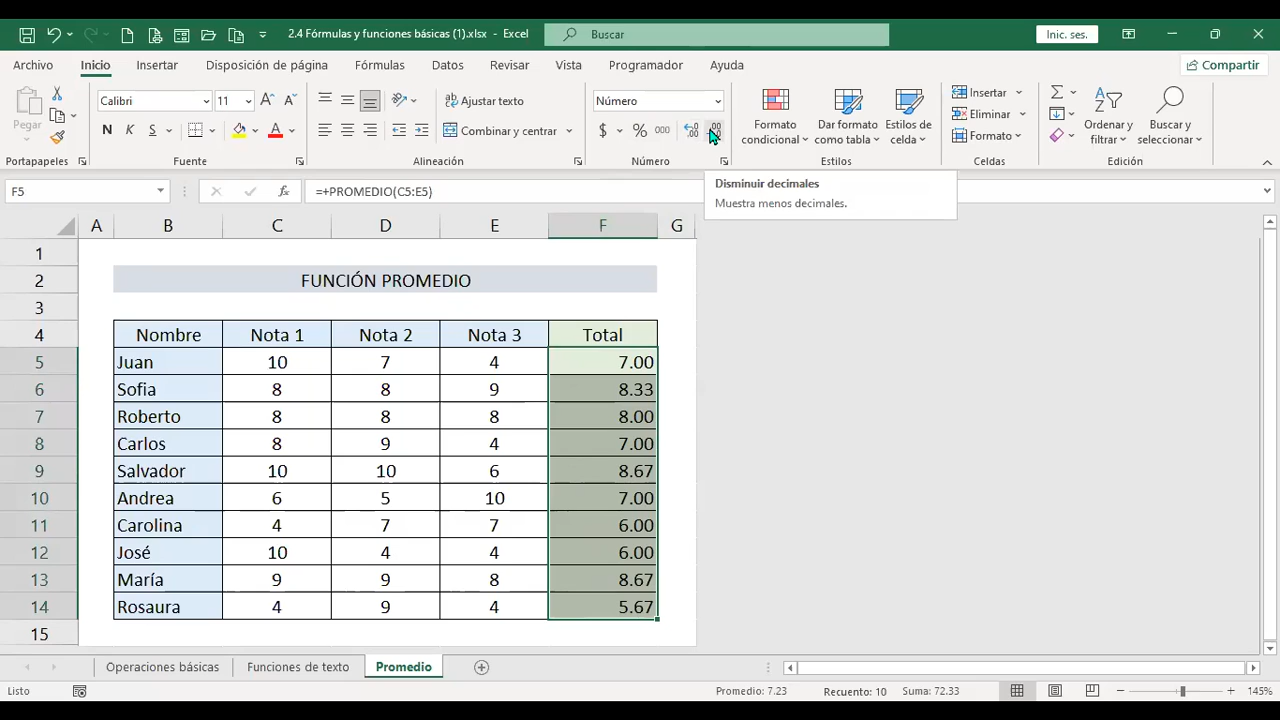 2.4 Fórmulas y funciones básicas (1).xlsx - Excel
Buscar
Inic. ses.
Archivo Inicio Insertar Disposición de página Fórmulas Datos Revisar Vista Programador Ayuda Compartir
Pegar
Calibri 11
N K S
Ajustar texto
Combinar y centrar
Número
$ % 000
Formato condicional
Dar formato como tabla
Estilos de celda
Insertar
Eliminar
Formato
Ordenar y filtrar
Buscar y seleccionar
Portapapeles Fuente Alineación Número Estilos Celdas Edición
F5 fx =+PROMEDIO(C5:E5)
Disminuir decimales
Muestra menos decimales.
A B C D E F G
1
2 FUNCIÓN PROMEDIO
3
4 Nombre Nota 1 Nota 2 Nota 3 Total
5 Juan 10 7 4 7.00
6 Sofia 8 8 9 8.33
7 Roberto 8 8 8 8.00
8 Carlos 8 9 4 7.00
9 Salvador 10 10 6 8.67
10 Andrea 6 5 10 7.00
11 Carolina 4 7 7 6.00
12 José 10 4 4 6.00
13 María 9 9 8 8.67
14 Rosaura 4 9 4 5.67
15
Operaciones básicas Funciones de texto Promedio
Listo Promedio: 7.23 Recuento: 10 Suma: 72.33 145%